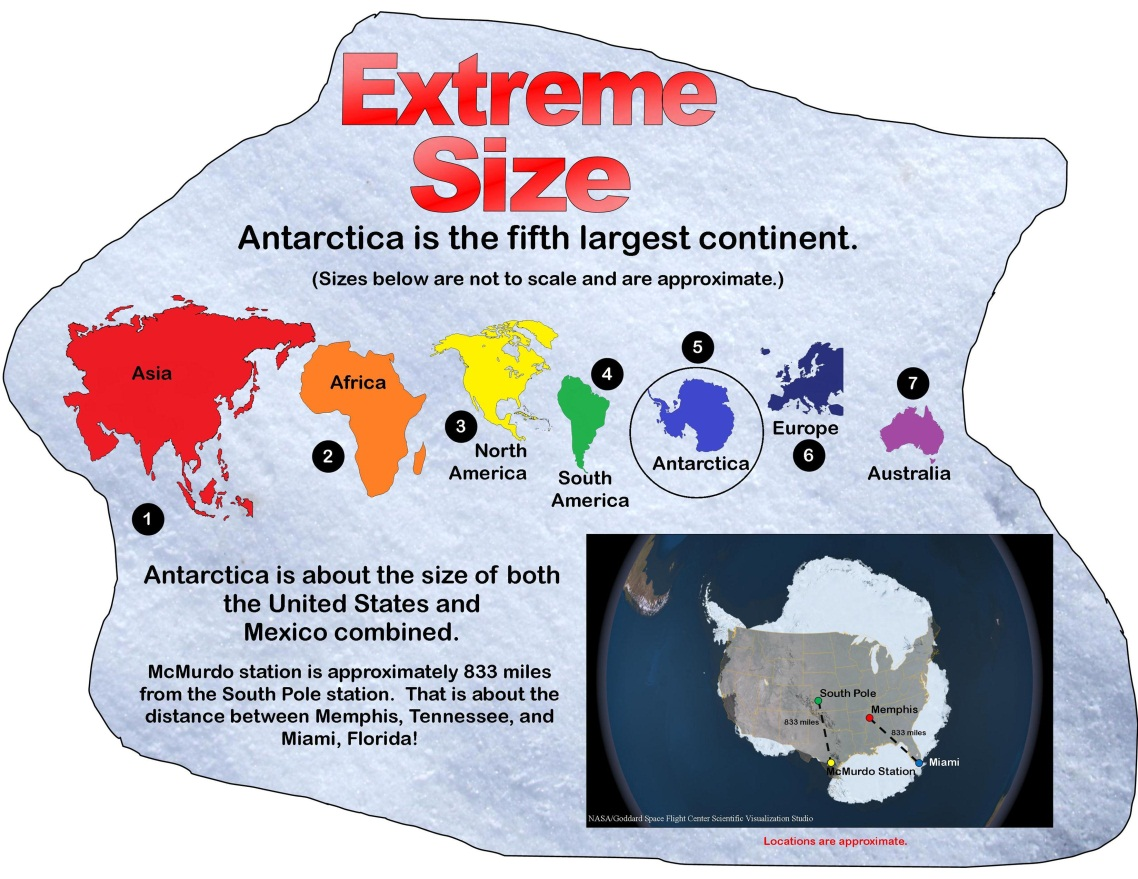 Extreme
Size
Antarctica is the fifth largest continent.
(Sizes below are not to scale and are approximate.)
Asia
1
Africa
2
3
North
America
4
South
America
5
Antarctica
Europe
6
7
Australia
Antarctica is about the size of both
the United States and
Mexico combined.
McMurdo station is approximately 833 miles
from the South Pole station. That is about the
distance between Memphis, Tennessee, and
Miami, Florida!
South Pole
Memphis
833 miles
833 miles
McMurdo Station
Miami
NASA/Goddard Space Flight Center Scientific Visualization Studio
Locations are approximate.